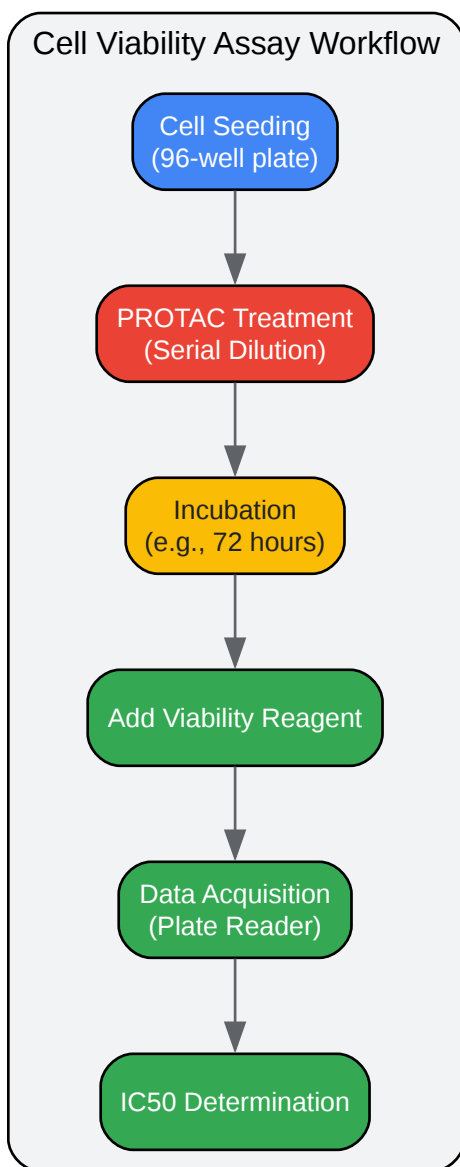 Cell Viability Assay Workflow
Cell Seeding
(96-well plate)
PROTAC Treatment
(Serial Dilution)
Incubation
(e.g., 72 hours)
Add Viability Reagent
Data Acquisition
(Plate Reader)
IC50 Determination